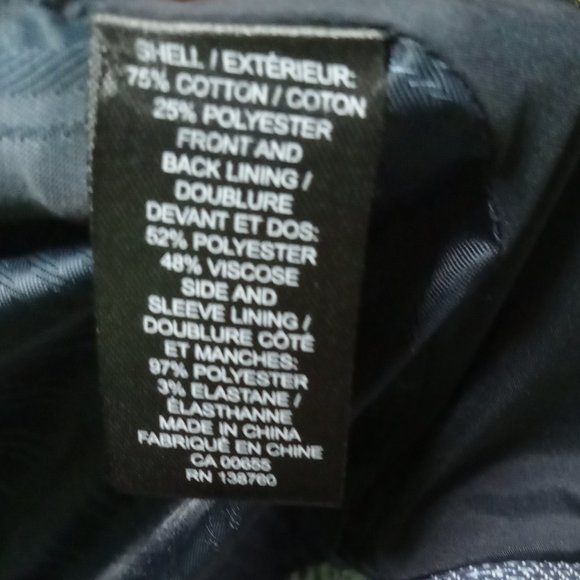 SHELL / EXTÉRIEUR:
75% COTTON / COTON
25% POLYESTER
FRONT AND
BACK LINING /
DOUBLURE
DEVANT ET DOS:
52% POLYESTER
48% VISCOSE
SIDE AND
SLEEVE LINING /
DOUBLURE CÔTÉ
ET MANCHES:
97% POLYESTER
3% ELASTANE /
ÉLASTHANNE
MADE IN CHINA
FABRIQUÉ EN CHINE
CA 00655
RN 138760